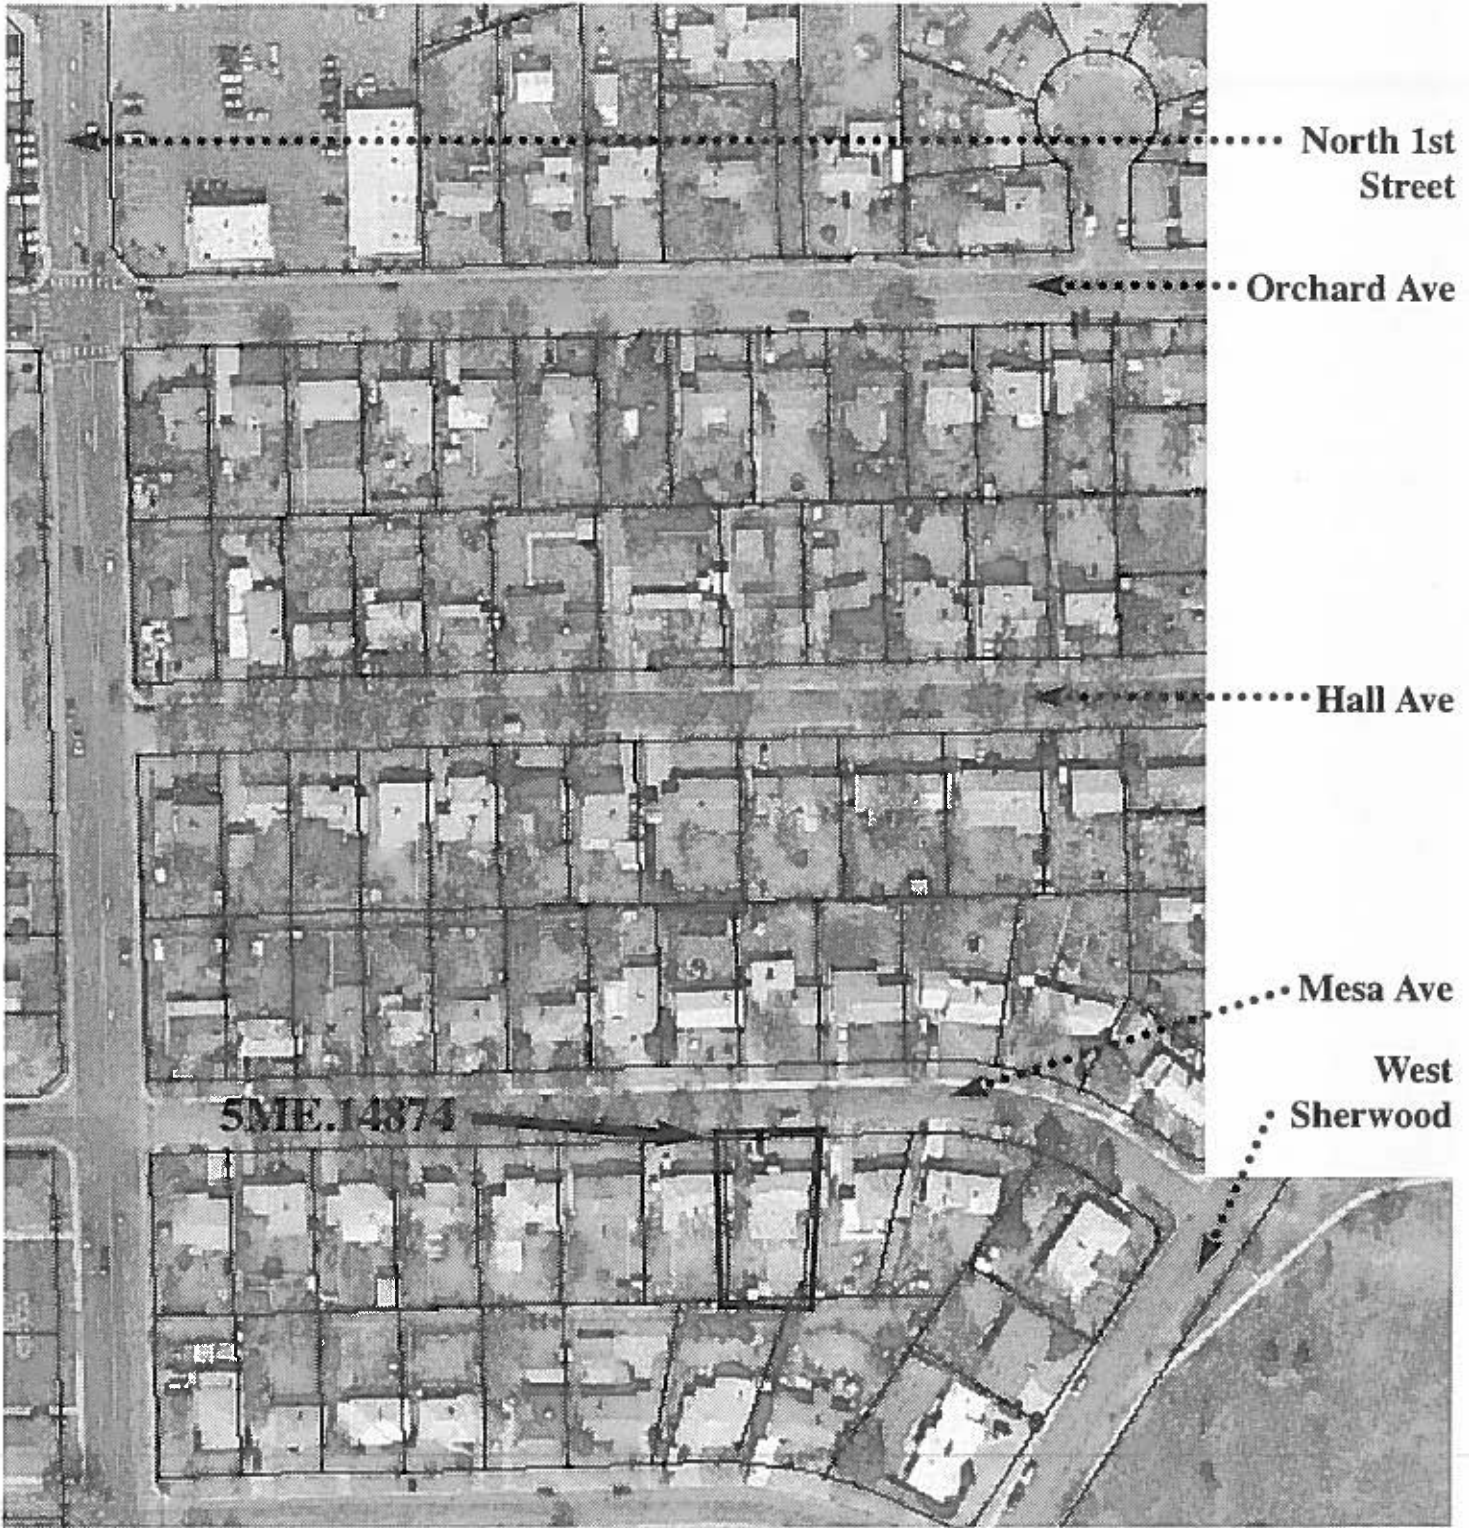 North 1st
Street
Orchard Ave
Hall Ave
Mesa Ave
West
Sherwood
5ME.14874